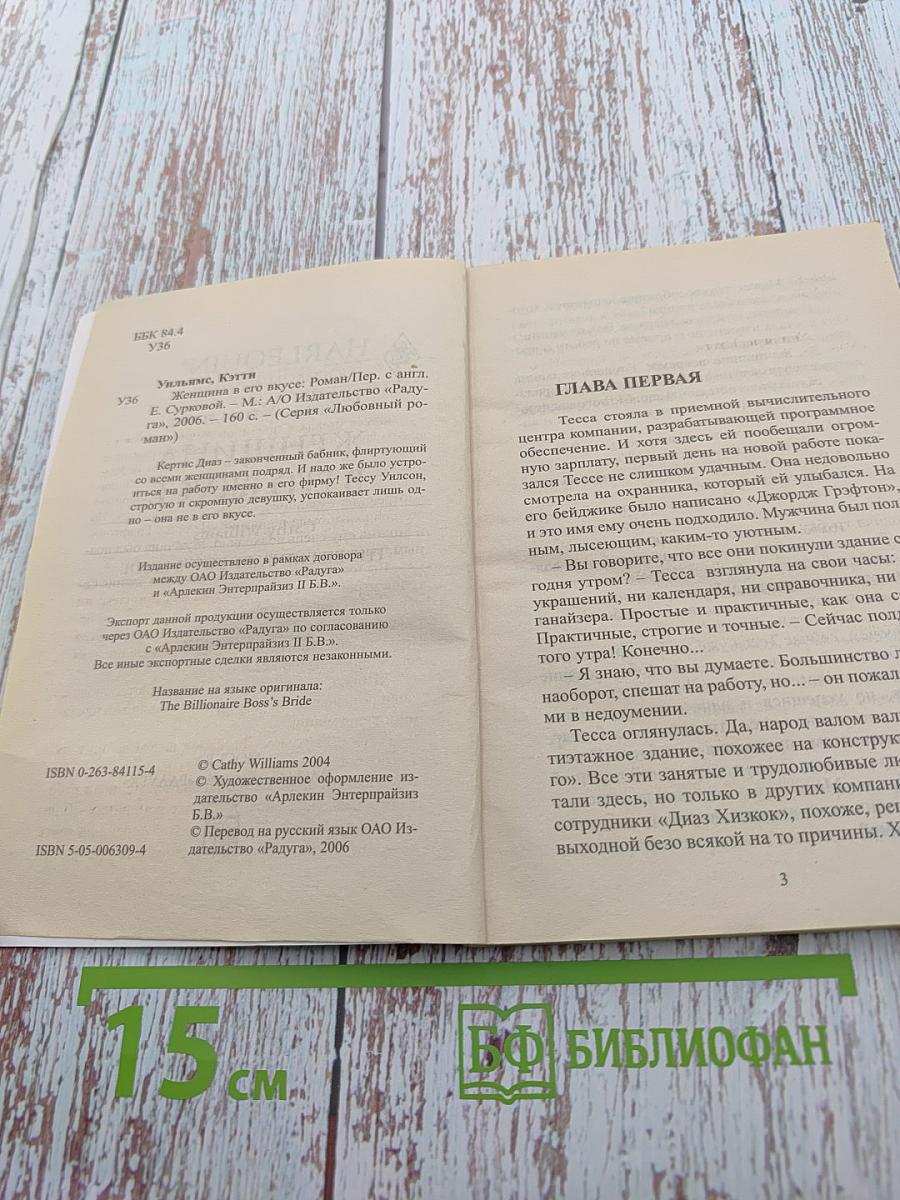 ББК 84.4
У36
Уильямс, Кэтти
У36 Женщина в его вкусе: Роман/Пер. с англ.
Е. Сурковой. – М.: А/О Издательство «Раду-
га», 2006. – 160 с. – (Серия «Любовный ро-
ман»)
Кертис Диаз – законченный бабник, флиртующий
со всеми женщинами подряд. И надо же было устро-
иться на работу именно в его фирму! Тессу Уилсон,
строгую и скромную девушку, успокаивает лишь од-
но – она не в его вкусе.
Издание осуществлено в рамках договора
между ОАО Издательство «Радуга»
и «Арлекин Энтерпрайзиз II Б.В.».
Экспорт данной продукции осуществляется только
через ОАО Издательство «Радуга» по согласованию
с «Арлекин Энтерпрайзиз II Б.В.».
Все иные экспортные сделки являются незаконными.
Название на языке оригинала:
The Billionaire Boss's Bride
ISBN 0-263-84115-4
© Cathy Williams 2004
© Художественное оформление из-
дательство «Арлекин Энтерпрайзиз
Б.В.»
© Перевод на русский язык ОАО Из-
ISBN 5-05-006309-4
дательство «Радуга», 2006
ГЛАВА ПЕРВАЯ
Тесса стояла в приемной вычислительного
центра компании, разрабатывающей программное
обеспечение. И хотя здесь ей пообещали огром-
ную зарплату, первый день на новой работе пока-
зался Тессе не слишком удачным. Она недовольно
смотрела на охранника, который ей улыбался. На
его бейджике было написано «Джордж Грэфтон»,
и это имя ему очень подходило. Мужчина был пол
ным, лысеющим, каким-то уютным.
– Вы говорите, что все они покинули здание с
годня утром? – Тесса взглянула на свои часы:
украшений, ни календаря, ни справочника, ни
ганайзера. Простые и практичные, как она с
Практичные, строгие и точные. – Сейчас полд
того утра! Конечно...
– Я знаю, что вы думаете. Большинство л
наоборот, спешат на работу, но... – он пожал
ми в недоумении.
Тесса оглянулась. Да, народ валом вал
тиэтажное здание, похожее на конструк
го». Все эти занятые и трудолюбивые лю
тали здесь, но только в других компани
сотрудники «Диаз Хизкок», похоже, реп
выходной безо всякой на то причины. Х
3
15 см
БФ БИБЛИОФАН